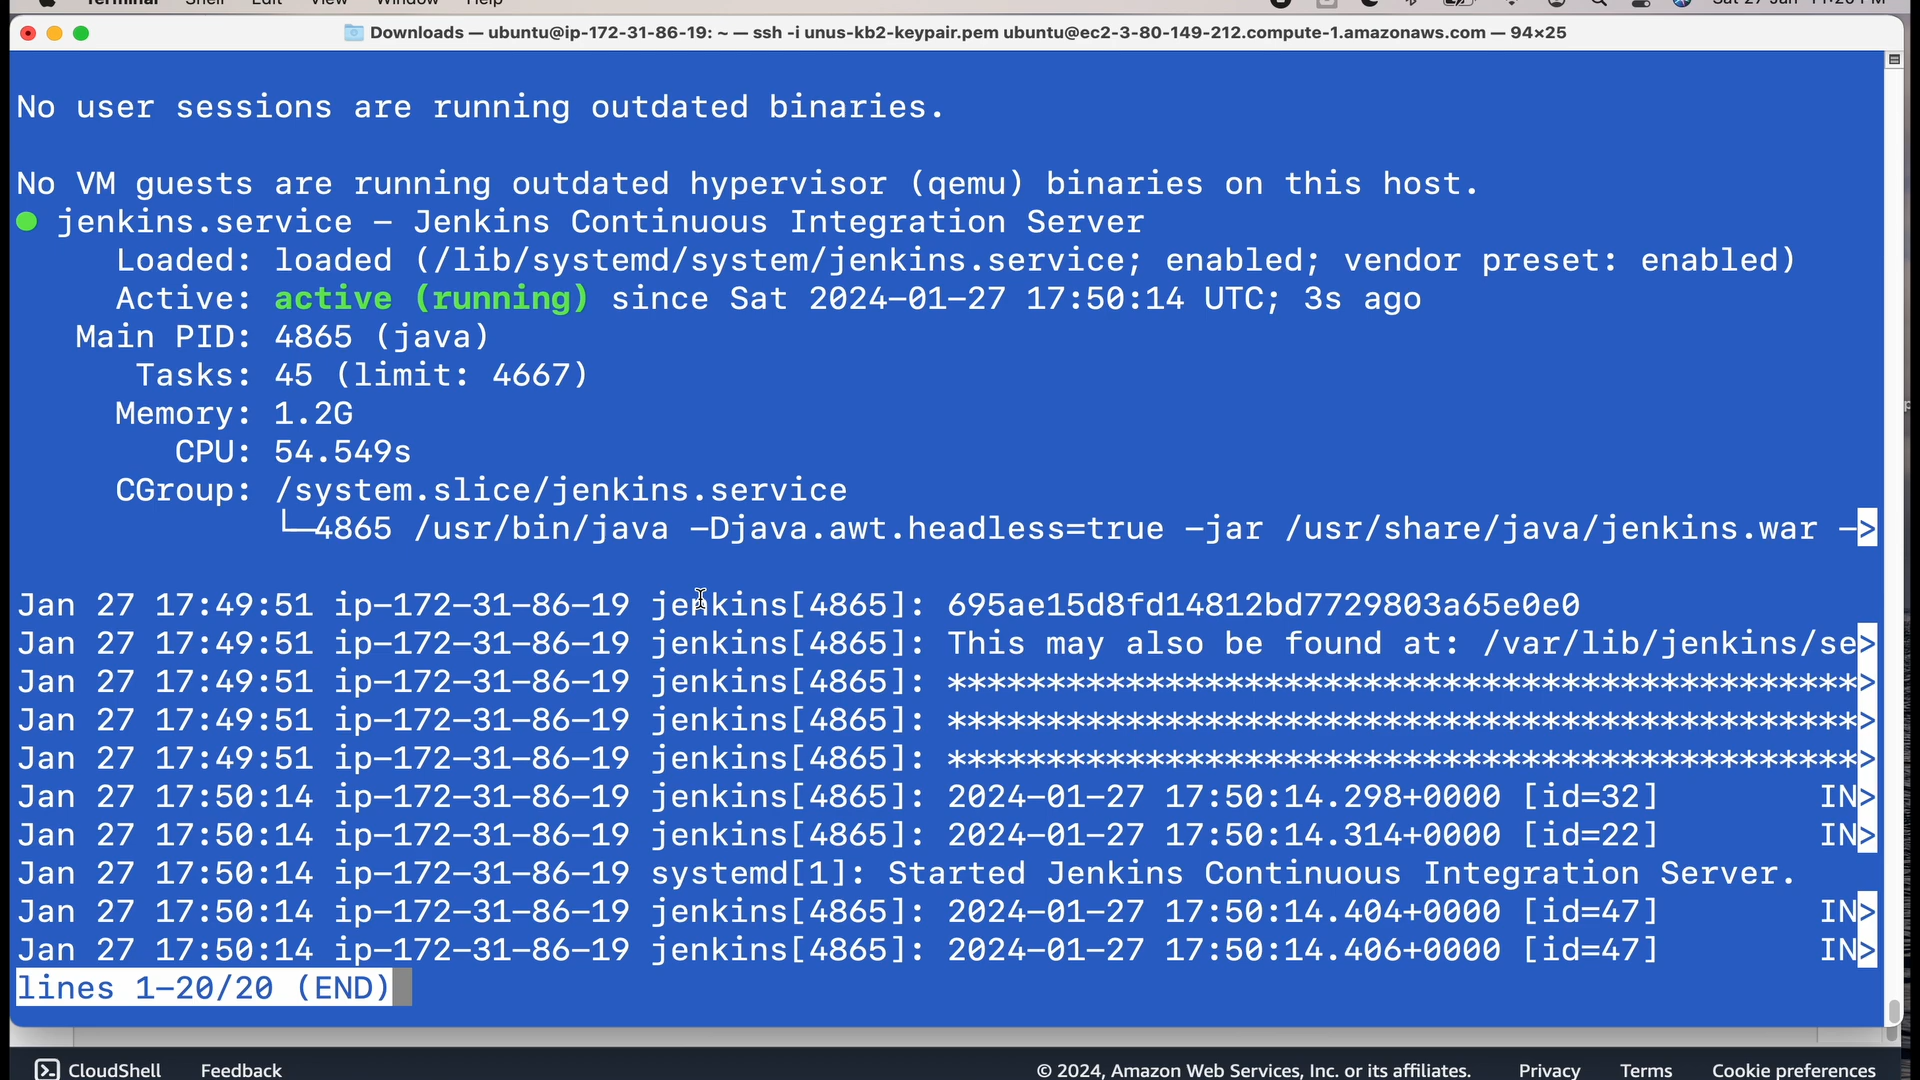 Terminal Shell Edit View Window Help
Downloads — ubuntu@ip-172-31-86-19: ~ — ssh -i unus-kb2-keypair.pem ubuntu@ec2-3-80-149-212.compute-1.amazonaws.com — 94×25
No user sessions are running outdated binaries.
No VM guests are running outdated hypervisor (qemu) binaries on this host.
● jenkins.service – Jenkins Continuous Integration Server
Loaded: loaded (/lib/systemd/system/jenkins.service; enabled; vendor preset: enabled)
Active: active (running) since Sat 2024-01-27 17:50:14 UTC; 3s ago
Main PID: 4865 (java)
Tasks: 45 (limit: 4667)
Memory: 1.2G
CPU: 54.549s
CGroup: /system.slice/jenkins.service
└─4865 /usr/bin/java -Djava.awt.headless=true -jar /usr/share/java/jenkins.war ->
Jan 27 17:49:51 ip-172-31-86-19 jenkins[4865]: 695ae15d8fd14812bd7729803a65e0e0
Jan 27 17:49:51 ip-172-31-86-19 jenkins[4865]: This may also be found at: /var/lib/jenkins/se>
Jan 27 17:49:51 ip-172-31-86-19 jenkins[4865]: **********************************************>
Jan 27 17:49:51 ip-172-31-86-19 jenkins[4865]: **********************************************>
Jan 27 17:49:51 ip-172-31-86-19 jenkins[4865]: **********************************************>
Jan 27 17:50:14 ip-172-31-86-19 jenkins[4865]: 2024-01-27 17:50:14.298+0000 [id=32] IN>
Jan 27 17:50:14 ip-172-31-86-19 jenkins[4865]: 2024-01-27 17:50:14.314+0000 [id=22] IN>
Jan 27 17:50:14 ip-172-31-86-19 systemd[1]: Started Jenkins Continuous Integration Server.
Jan 27 17:50:14 ip-172-31-86-19 jenkins[4865]: 2024-01-27 17:50:14.404+0000 [id=47] IN>
Jan 27 17:50:14 ip-172-31-86-19 jenkins[4865]: 2024-01-27 17:50:14.406+0000 [id=47] IN>
lines 1-20/20 (END)
CloudShell Feedback © 2024, Amazon Web Services, Inc. or its affiliates. Privacy Terms Cookie preferences